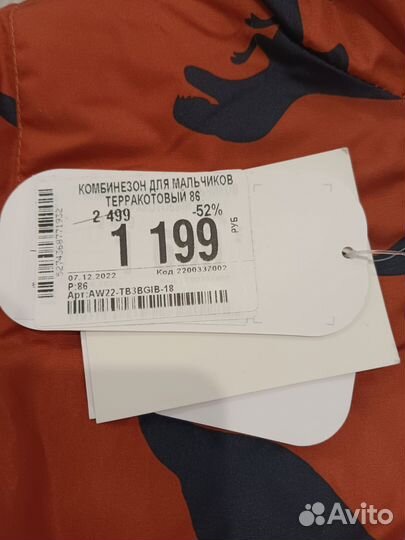 КОМБИНЕЗОН ДЛЯ МАЛЬЧИКОВ
ТЕРРАКОТОВЫЙ 86
2 499 -52%
1 199 РУБ
07.12.2022 Код 2200337002
Р:86
Арт:AW22-TB3BGIB-18
5274368771932
Avito